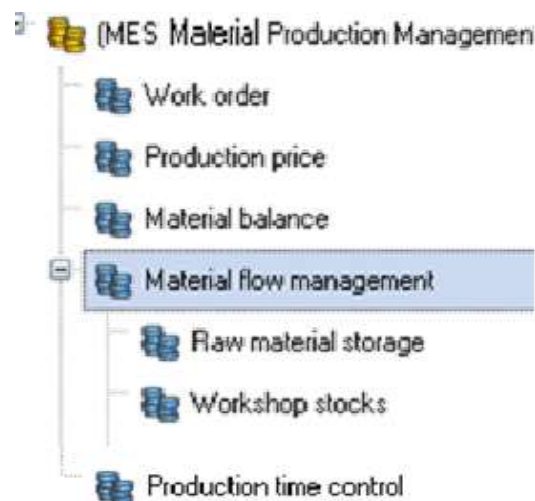 (MES Material Production Managemen
Work order
Production price
Material balance
Material flow management
Raw material storage
Workshop stocks
Production time control